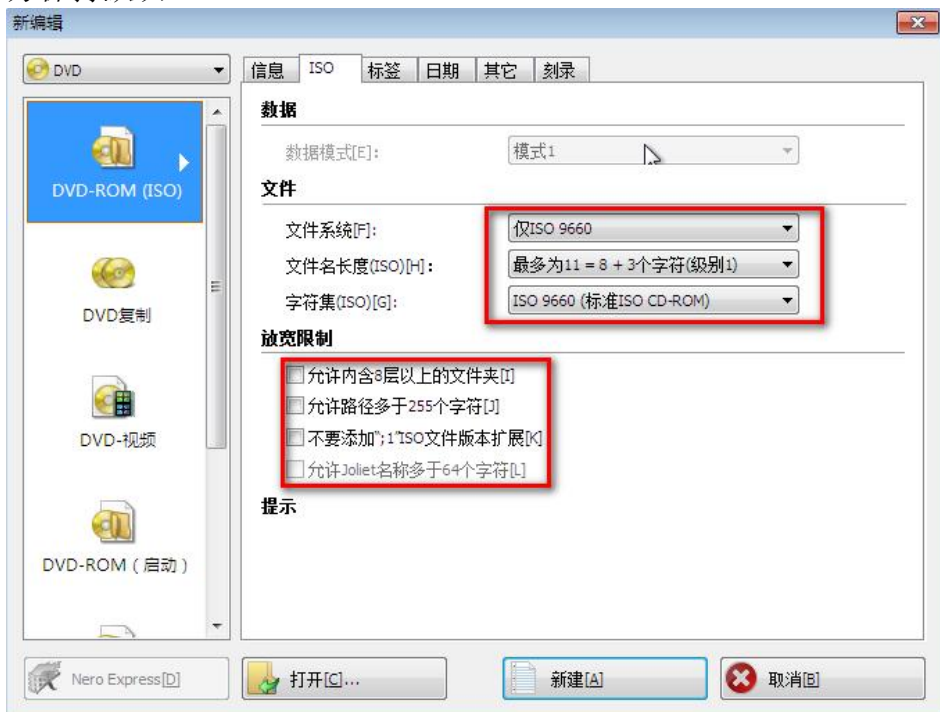 新编辑
DVD
信息 ISO 标签 日期 其它 刻录
数据
数据模式[E]: 模式1
DVD-ROM (ISO)
文件
文件系统[F]: 仅ISO 9660
文件名长度(ISO)[H]: 最多为11 = 8 + 3个字符(级别1)
字符集(ISO)[G]: ISO 9660 (标准ISO CD-ROM)
DVD复制
放宽限制
允许内含8层以上的文件夹[I]
允许路径多于255个字符[J]
不要添加";1"ISO文件版本扩展[K]
允许Joliet名称多于64个字符[L]
DVD-视频
提示
DVD-ROM ( 启动 )
Nero Express[D] 打开[C]... 新建[A] 取消[B]